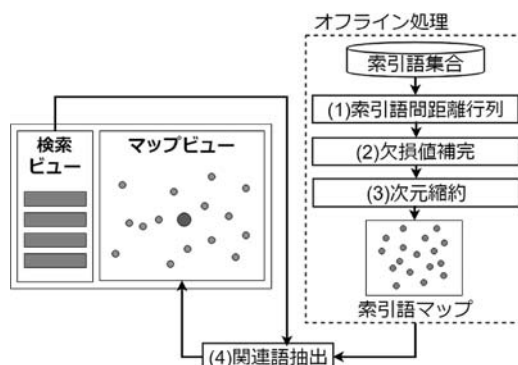 オフライン処理
索引語集合
(1)索引語間距離行列
(2)欠損値補完
(3)次元縮約
索引語マップ
検索
ビュー
マップビュー
(4)関連語抽出